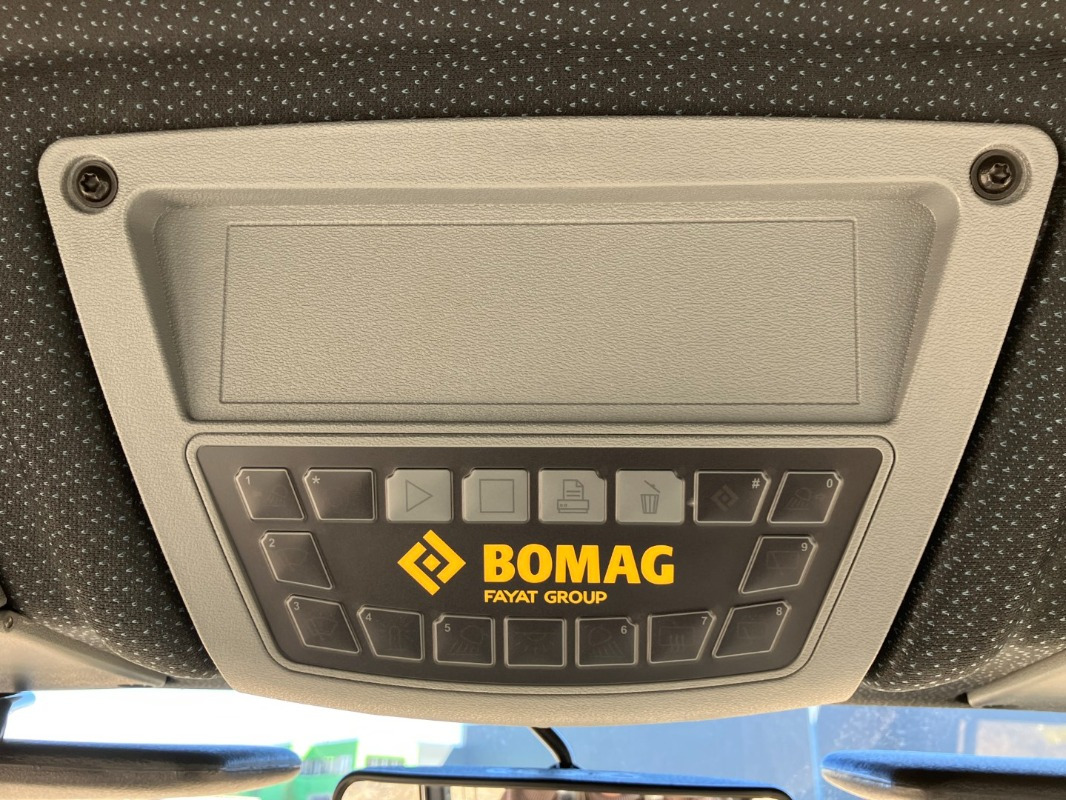 1 * # 0
2 9
BOMAG
FAYAT GROUP
3 4 5 6 7 8